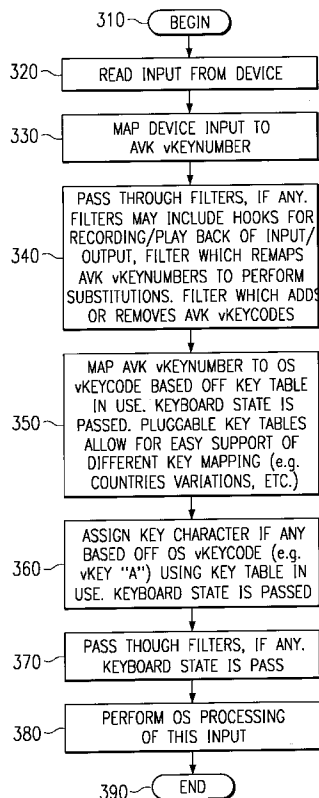 310
BEGIN
320
READ INPUT FROM DEVICE
330
MAP DEVICE INPUT TO
AVK vKEYNUMBER
340
PASS THROUGH FILTERS, IF ANY.
FILTERS MAY INCLUDE HOOKS FOR
RECORDING/PLAY BACK OF INPUT/
OUTPUT, FILTER WHICH REMAPS
AVK vKEYNUMBERS TO PERFORM
SUBSTITUTIONS. FILTER WHICH ADDS
OR REMOVES AVK vKEYCODES
350
MAP AVK vKEYNUMBER TO OS
vKEYCODE BASED OFF KEY TABLE
IN USE. KEYBOARD STATE IS
PASSED. PLUGGABLE KEY TABLES
ALLOW FOR EASY SUPPORT OF
DIFFERENT KEY MAPPING (e.g.
COUNTRIES VARIATIONS, ETC.)
360
ASSIGN KEY CHARACTER IF ANY
BASED OFF OS vKEYCODE (e.g.
vKEY "A") USING KEY TABLE IN
USE. KEYBOARD STATE IS PASSED
370
PASS THOUGH FILTERS, IF ANY.
KEYBOARD STATE IS PASS
380
PERFORM OS PROCESSING
OF THIS INPUT
390
END